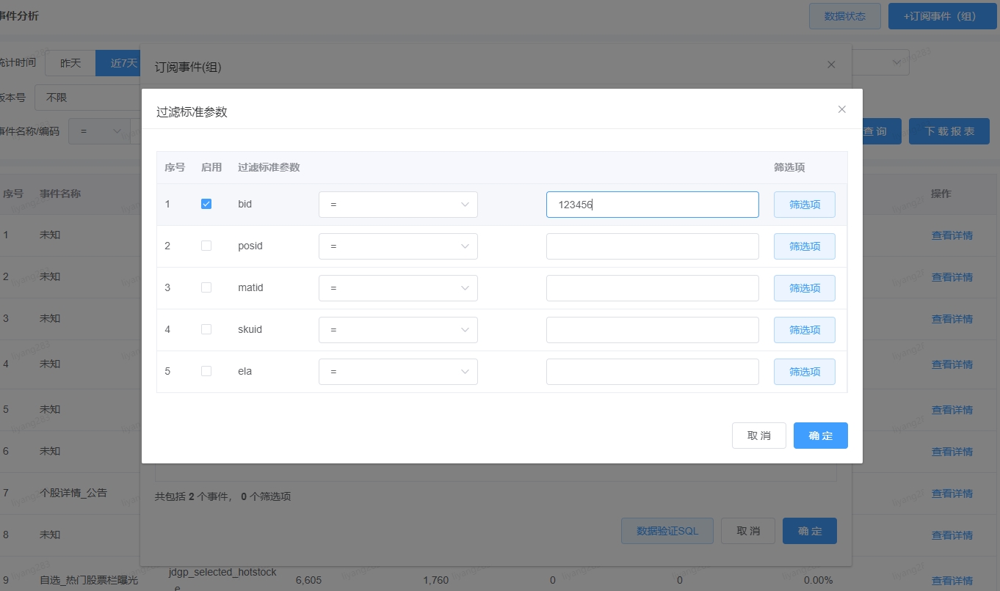 事件分析
数据状态
+订阅事件（组）
统计时间
昨天
近7天
订阅事件(组)
版本号
不限
过滤标准参数
事件名称/编码
=
查 询
下 载 报 表
序号 启用 过滤标准参数 筛选项
1 bid = 123456 筛选项
2 posid = 筛选项
3 matid = 筛选项
4 skuid = 筛选项
5 ela = 筛选项
取 消
确 定
序号 事件名称 操作
1 未知 查看详情
2 未知 查看详情
3 未知 查看详情
4 未知 查看详情
5 未知 查看详情
6 未知 查看详情
7 个股详情_公告 查看详情
8 未知 查看详情
9 自选_热门股票栏曝光 jdgp_selected_hotstock 6,605 1,760 0 0 0.00% 查看详情
e
共包括 2 个事件， 0 个筛选项
数据验证SQL
取 消
确 定
liyang283